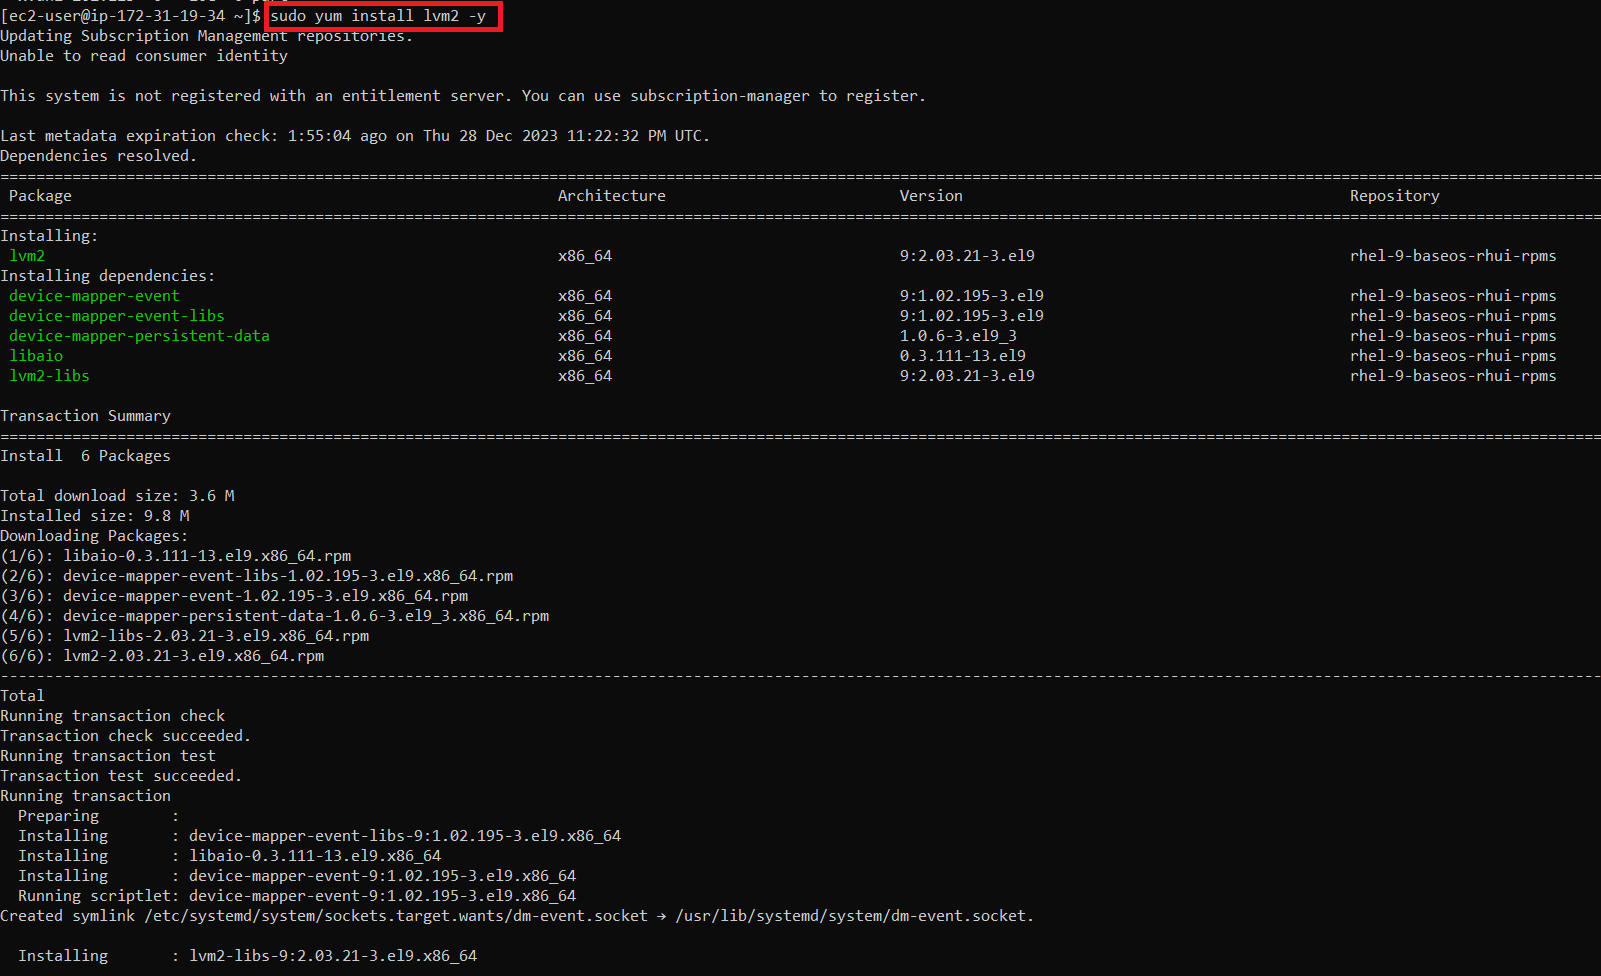 [ec2-user@ip-172-31-19-34 ~]$ sudo yum install lvm2 -y
Updating Subscription Management repositories.
Unable to read consumer identity
This system is not registered with an entitlement server. You can use subscription-manager to register.
Last metadata expiration check: 1:55:04 ago on Thu 28 Dec 2023 11:22:32 PM UTC.
Dependencies resolved.
Package Architecture Version Repository
Installing:
lvm2 x86_64 9:2.03.21-3.el9 rhel-9-baseos-rhui-rpms
Installing dependencies:
device-mapper-event x86_64 9:1.02.195-3.el9 rhel-9-baseos-rhui-rpms
device-mapper-event-libs x86_64 9:1.02.195-3.el9 rhel-9-baseos-rhui-rpms
device-mapper-persistent-data x86_64 1.0.6-3.el9_3 rhel-9-baseos-rhui-rpms
libaio x86_64 0.3.111-13.el9 rhel-9-baseos-rhui-rpms
lvm2-libs x86_64 9:2.03.21-3.el9 rhel-9-baseos-rhui-rpms
Transaction Summary
Install 6 Packages
Total download size: 3.6 M
Installed size: 9.8 M
Downloading Packages:
(1/6): libaio-0.3.111-13.el9.x86_64.rpm
(2/6): device-mapper-event-libs-1.02.195-3.el9.x86_64.rpm
(3/6): device-mapper-event-1.02.195-3.el9.x86_64.rpm
(4/6): device-mapper-persistent-data-1.0.6-3.el9_3.x86_64.rpm
(5/6): lvm2-libs-2.03.21-3.el9.x86_64.rpm
(6/6): lvm2-2.03.21-3.el9.x86_64.rpm
Total
Running transaction check
Transaction check succeeded.
Running transaction test
Transaction test succeeded.
Running transaction
Preparing :
Installing : device-mapper-event-libs-9:1.02.195-3.el9.x86_64
Installing : libaio-0.3.111-13.el9.x86_64
Installing : device-mapper-event-9:1.02.195-3.el9.x86_64
Running scriptlet: device-mapper-event-9:1.02.195-3.el9.x86_64
Created symlink /etc/systemd/system/sockets.target.wants/dm-event.socket → /usr/lib/systemd/system/dm-event.socket.
Installing : lvm2-libs-9:2.03.21-3.el9.x86_64